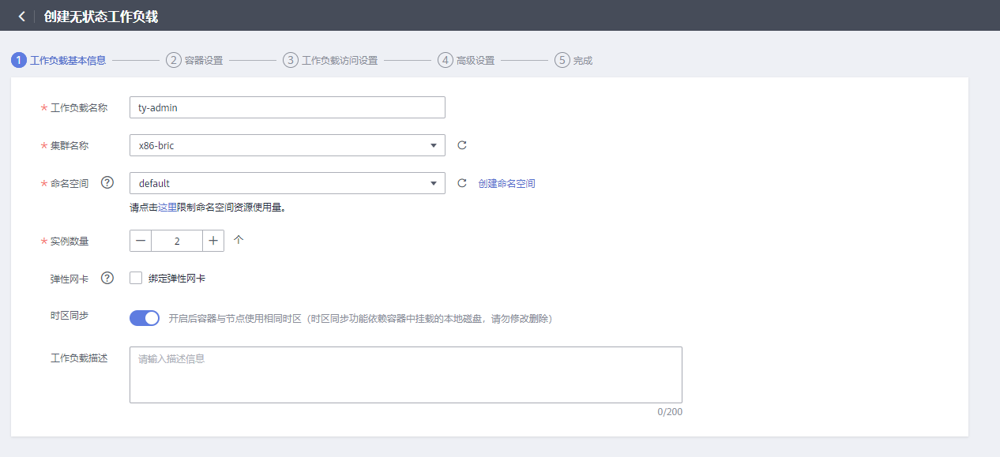 创建无状态工作负载
1 工作负载基本信息 2 容器设置 3 工作负载访问设置 4 高级设置 5 完成
* 工作负载名称 ty-admin
* 集群名称 x86-bric
* 命名空间 ? default 创建命名空间
请点击这里限制命名空间资源使用量。
* 实例数量 − 2 + 个
弹性网卡 ? 绑定弹性网卡
时区同步 开启后容器与节点使用相同时区（时区同步功能依赖容器中挂载的本地磁盘，请勿修改删除）
工作负载描述 请输入描述信息
0/200